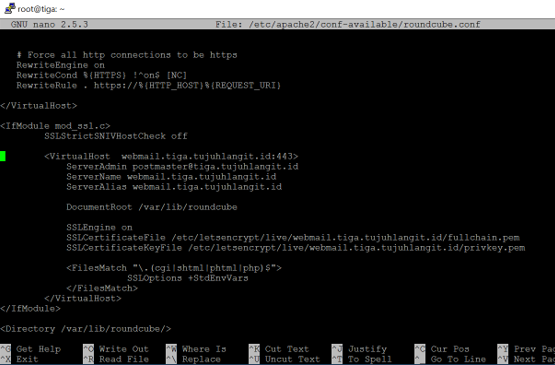 root@tiga: ~
GNU nano 2.5.3 File: /etc/apache2/conf-available/roundcube.conf
# Force all http connections to be https
RewriteEngine on
RewriteCond %{HTTPS} !^on$ [NC]
RewriteRule . https://%{HTTP_HOST}%{REQUEST_URI}
</VirtualHost>
<IfModule mod_ssl.c>
SSLStrictSNIVHostCheck off
<VirtualHost webmail.tiga.tujuhlangit.id:443>
ServerAdmin postmaster@tiga.tujuhlangit.id
ServerName webmail.tiga.tujuhlangit.id
ServerAlias webmail.tiga.tujuhlangit.id
DocumentRoot /var/lib/roundcube
SSLEngine on
SSLCertificateFile /etc/letsencrypt/live/webmail.tiga.tujuhlangit.id/fullchain.pem
SSLCertificateKeyFile /etc/letsencrypt/live/webmail.tiga.tujuhlangit.id/privkey.pem
<FilesMatch "\.(cgi|shtml|phtml|php)$">
SSLOptions +StdEnvVars
</FilesMatch>
</VirtualHost>
</IfModule>
<Directory /var/lib/roundcube/>
^G Get Help ^O Write Out ^W Where Is ^K Cut Text ^J Justify ^C Cur Pos ^Y Prev Pag
^X Exit ^R Read File ^\ Replace ^U Uncut Text ^T To Spell ^_ Go To Line ^V Next Pag